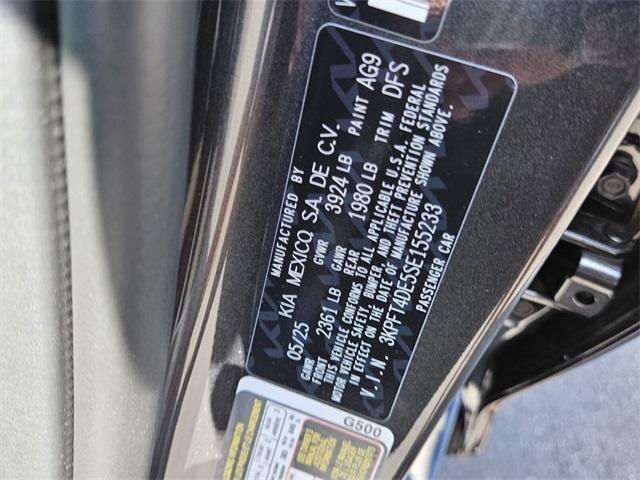 MANUFACTURED BY
05/25 KIA MEXICO, S.A. DE C.V.
GVWR 3924 LB PAINT AG9
GAWR FRONT 2361 LB GAWR REAR 1980 LB TRIM DFS
THIS VEHICLE CONFORMS TO ALL APPLICABLE U.S.A. FEDERAL
MOTOR VEHICLE SAFETY, BUMPER, AND THEFT PREVENTION STANDARDS
IN EFFECT ON THE DATE OF MANUFACTURE SHOWN ABOVE.
V.I.N. 3KPFT4DE5SE155233
PASSENGER CAR
G500